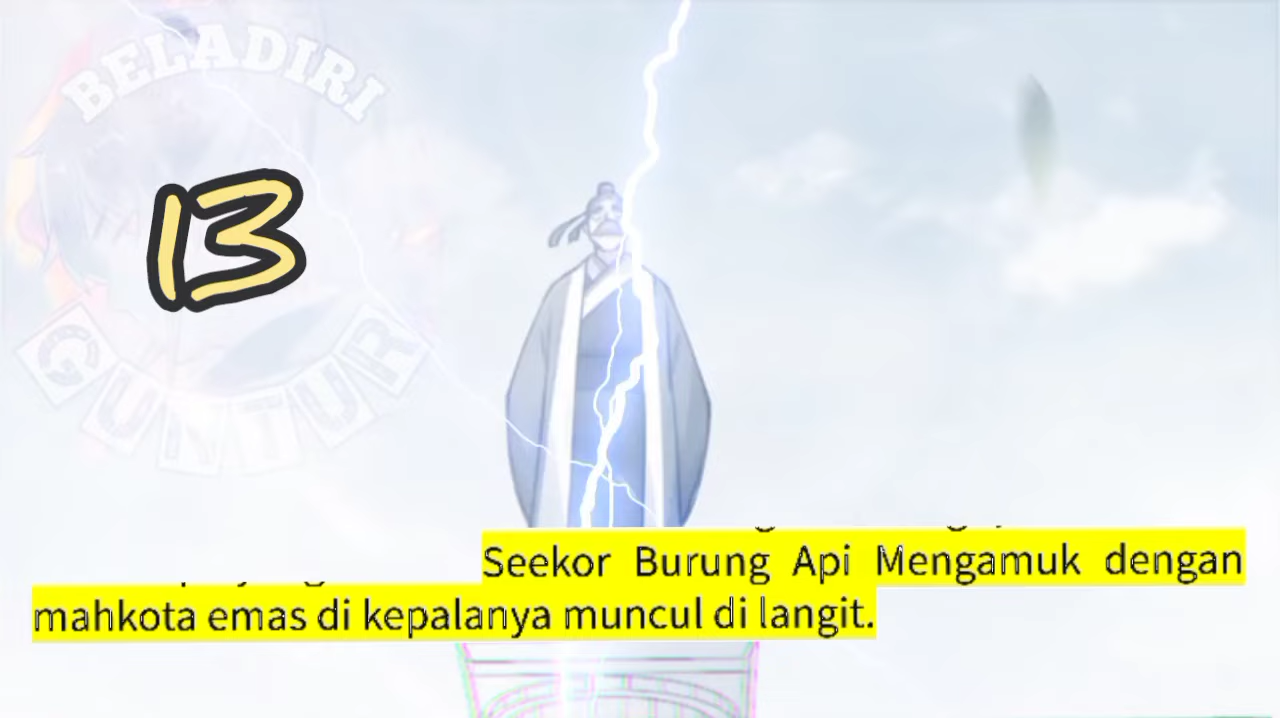 BELADIRI
13
GUNTUR
Seekor Burung Api Mengamuk dengan
mahkota emas di kepalanya muncul di langit.